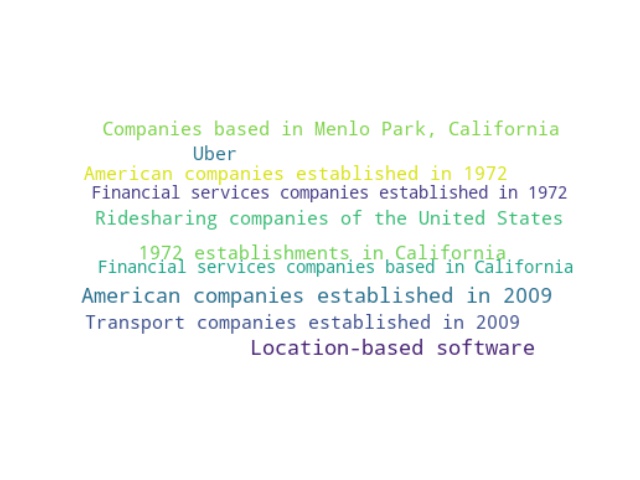 Companies based in Menlo Park, California
Uber
American companies established in 1972
Financial services companies established in 1972
Ridesharing companies of the United States
1972 establishments in California
Financial services companies based in California
American companies established in 2009
Transport companies established in 2009
Location-based software